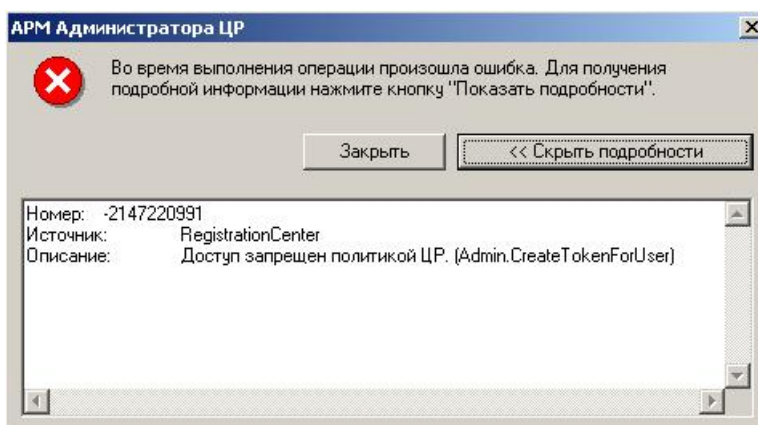 АРМ Администратора ЦР
Во время выполнения операции произошла ошибка. Для получения
подробной информации нажмите кнопку "Показать подробности".
Закрыть
<< Скрыть подробности
Номер: -2147220991
Источник: RegistrationCenter
Описание: Доступ запрещен политикой ЦР. (Admin.CreateTokenForUser)